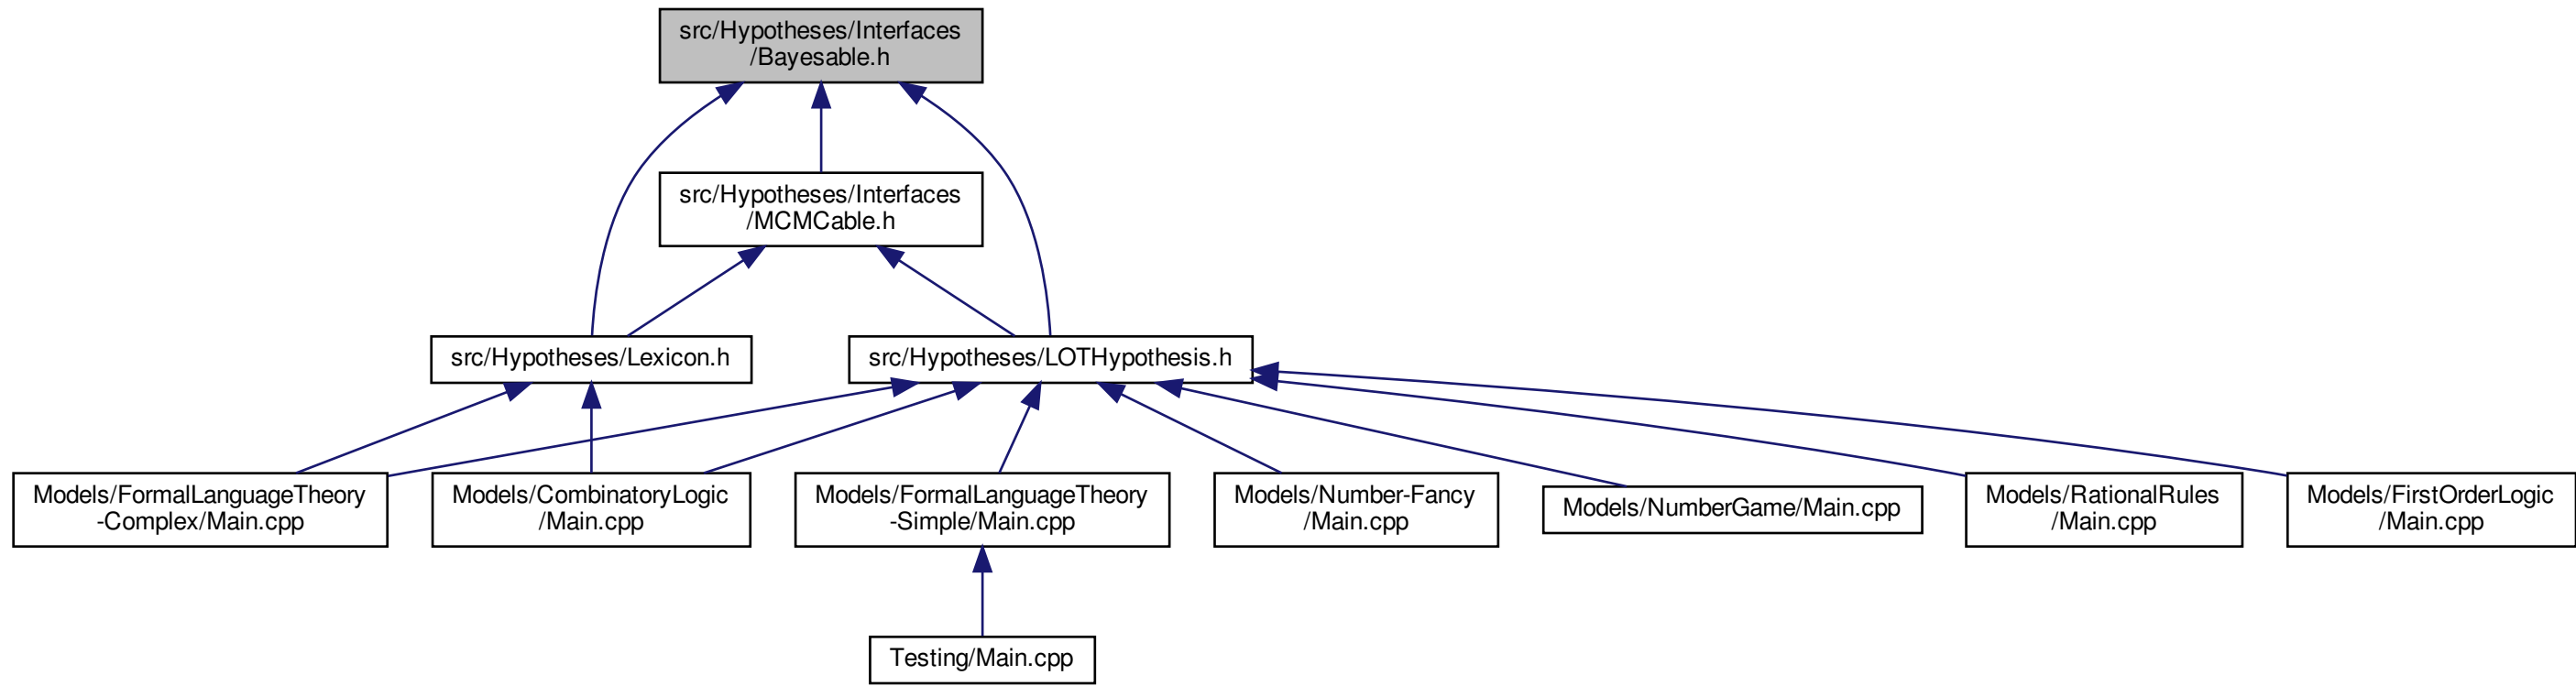 src/Hypotheses/Interfaces
/Bayesable.h
src/Hypotheses/Interfaces
/MCMCable.h
src/Hypotheses/Lexicon.h
src/Hypotheses/LOTHypothesis.h
Models/FormalLanguageTheory
-Complex/Main.cpp
Models/CombinatoryLogic
/Main.cpp
Models/FormalLanguageTheory
-Simple/Main.cpp
Models/Number-Fancy
/Main.cpp
Models/NumberGame/Main.cpp
Models/RationalRules
/Main.cpp
Models/FirstOrderLogic
/Main.cpp
Testing/Main.cpp